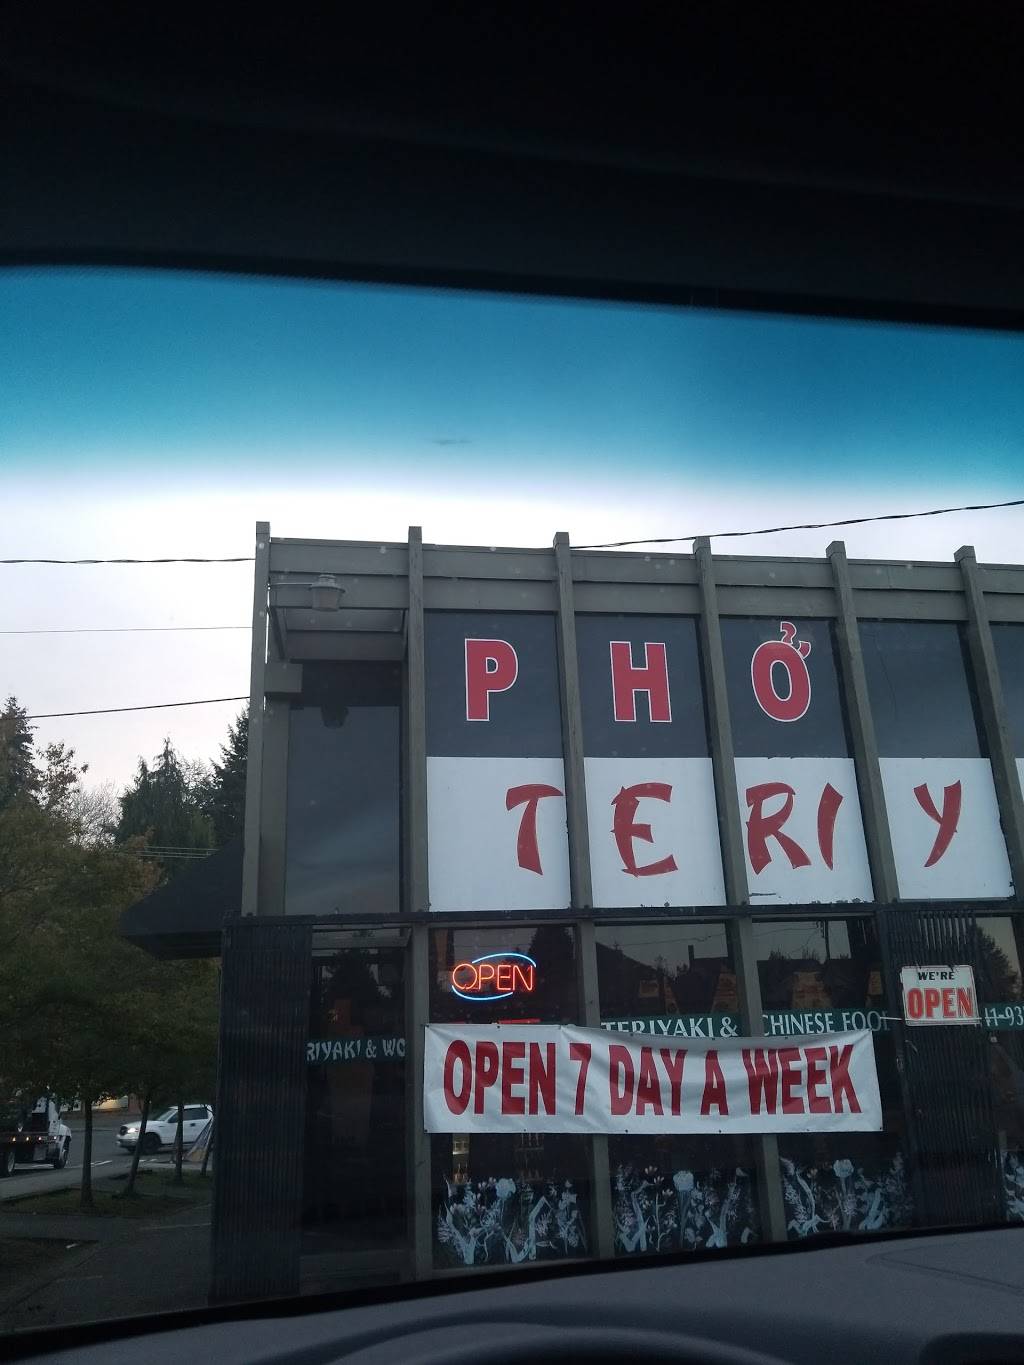 PHỞ
TERIY
OPEN
WE'RE
OPEN
TERIYAKI & CHINESE FOO
RIYAKI & WO
OPEN 7 DAY A WEEK